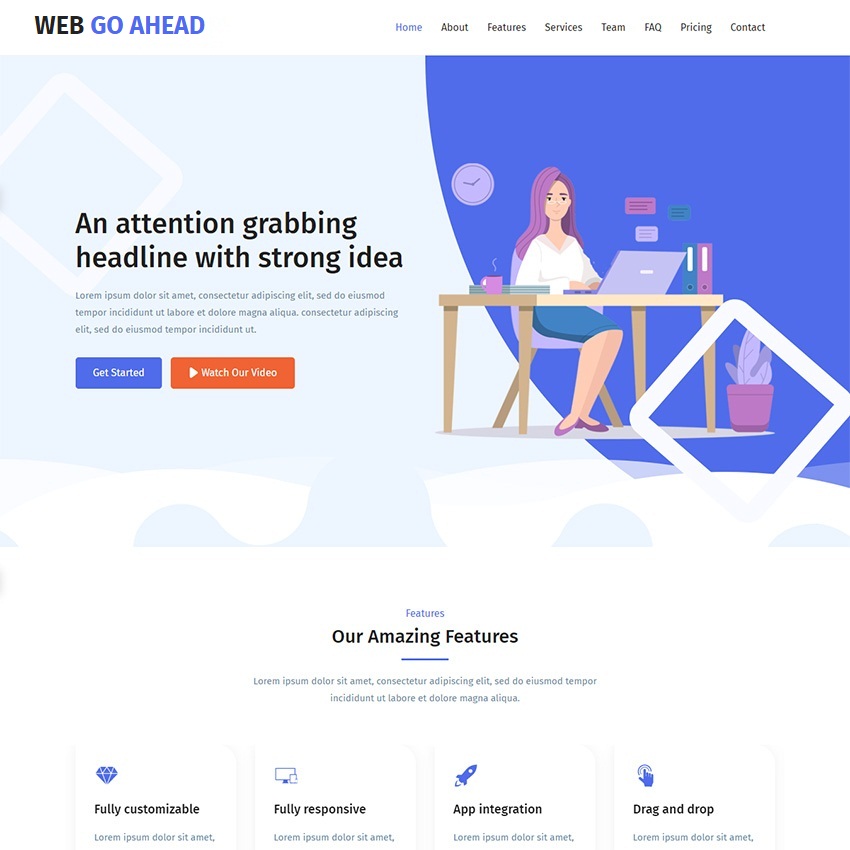 WEB GO AHEAD
Home About Features Services Team FAQ Pricing Contact
An attention grabbing
headline with strong idea
Lorem ipsum dolor sit amet, consectetur adipiscing elit, sed do eiusmod
tempor incididunt ut labore et dolore magna aliqua. consectetur adipiscing
elit, sed do eiusmod tempor incididunt ut.
Get Started Watch Our Video
Features
Our Amazing Features
Lorem ipsum dolor sit amet, consectetur adipiscing elit, sed do eiusmod tempor
incididunt ut labore et dolore magna aliqua.
Fully customizable
Lorem ipsum dolor sit amet,
Fully responsive
Lorem ipsum dolor sit amet,
App integration
Lorem ipsum dolor sit amet,
Drag and drop
Lorem ipsum dolor sit amet,